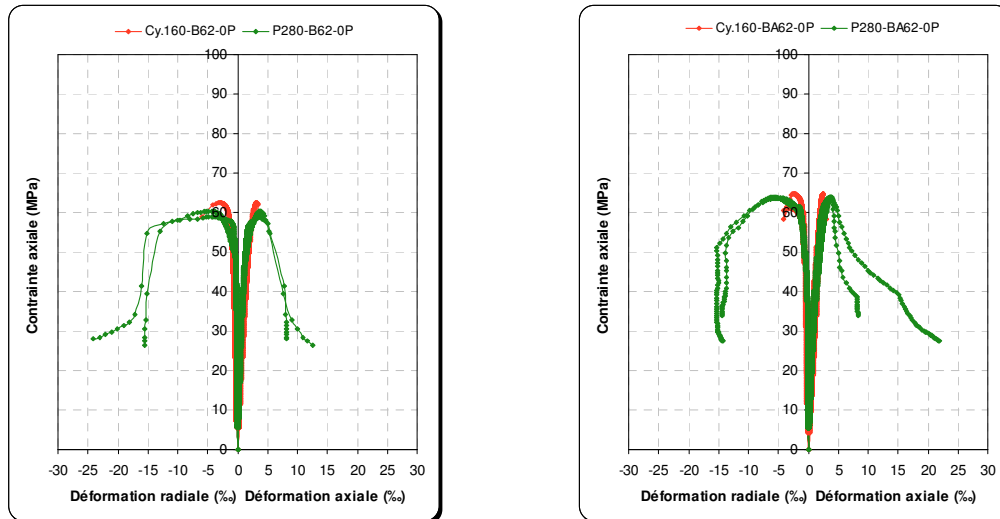 Cy.160-B62-0P P280-B62-0P
100
90
80
70
60
50
40
30
20
10
0
-30 -25 -20 -15 -10 -5 0 5 10 15 20 25 30
Contrainte axiale (MPa)
Déformation radiale (‰) Déformation axiale (‰)
Cy.160-BA62-0P P280-BA62-0P
100
90
80
70
60
50
40
30
20
10
0
-30 -25 -20 -15 -10 -5 0 5 10 15 20 25 30
Contrainte axiale (MPa)
Déformation radiale (‰) Déformation axiale (‰)